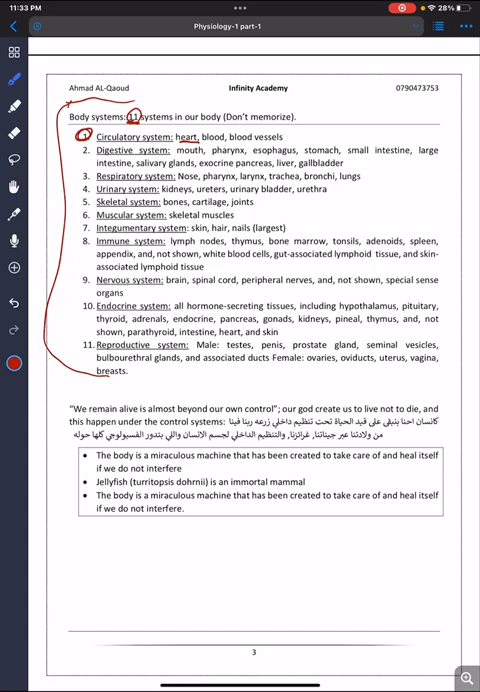 11:33 PM
28%
Physiology-1 part-1
Ahmad AL-Qaoud Infinity Academy 0790473753
Body systems: 11 systems in our body (Don't memorize).
1. Circulatory system: heart, blood, blood vessels
2. Digestive system: mouth, pharynx, esophagus, stomach, small intestine, large
intestine, salivary glands, exocrine pancreas, liver, gallbladder
3. Respiratory system: Nose, pharynx, larynx, trachea, bronchi, lungs
4. Urinary system: kidneys, ureters, urinary bladder, urethra
5. Skeletal system: bones, cartilage, joints
6. Muscular system: skeletal muscles
7. Integumentary system: skin, hair, nails (largest)
8. Immune system: lymph nodes, thymus, bone marrow, tonsils, adenoids, spleen,
appendix, and, not shown, white blood cells, gut-associated lymphoid tissue, and skin-
associated lymphoid tissue
9. Nervous system: brain, spinal cord, peripheral nerves, and, not shown, special sense
organs
10. Endocrine system: all hormone-secreting tissues, including hypothalamus, pituitary,
thyroid, adrenals, endocrine, pancreas, gonads, kidneys, pineal, thymus, and, not
shown, parathyroid, intestine, heart, and skin
11. Reproductive system: Male: testes, penis, prostate gland, seminal vesicles,
bulbourethral glands, and associated ducts Female: ovaries, oviducts, uterus, vagina,
breasts.
"We remain alive is almost beyond our own control"; our god create us to live not to die, and
this happen under the control systems: كانسان احنا بنبقى على قيد الحياة تحت تنظيم داخلي زرعه ربنا فينا
من ولادتنا عبر جيناتنا, غرائزنا, والتنظيم الداخلي لجسم الانسان واللي بتدور الفسيولوجي كلها حوله
• The body is a miraculous machine that has been created to take care of and heal itself
if we do not interfere
• Jellyfish (turritopsis dohrnii) is an immortal mammal
• The body is a miraculous machine that has been created to take care of and heal itself
if we do not interfere.
3